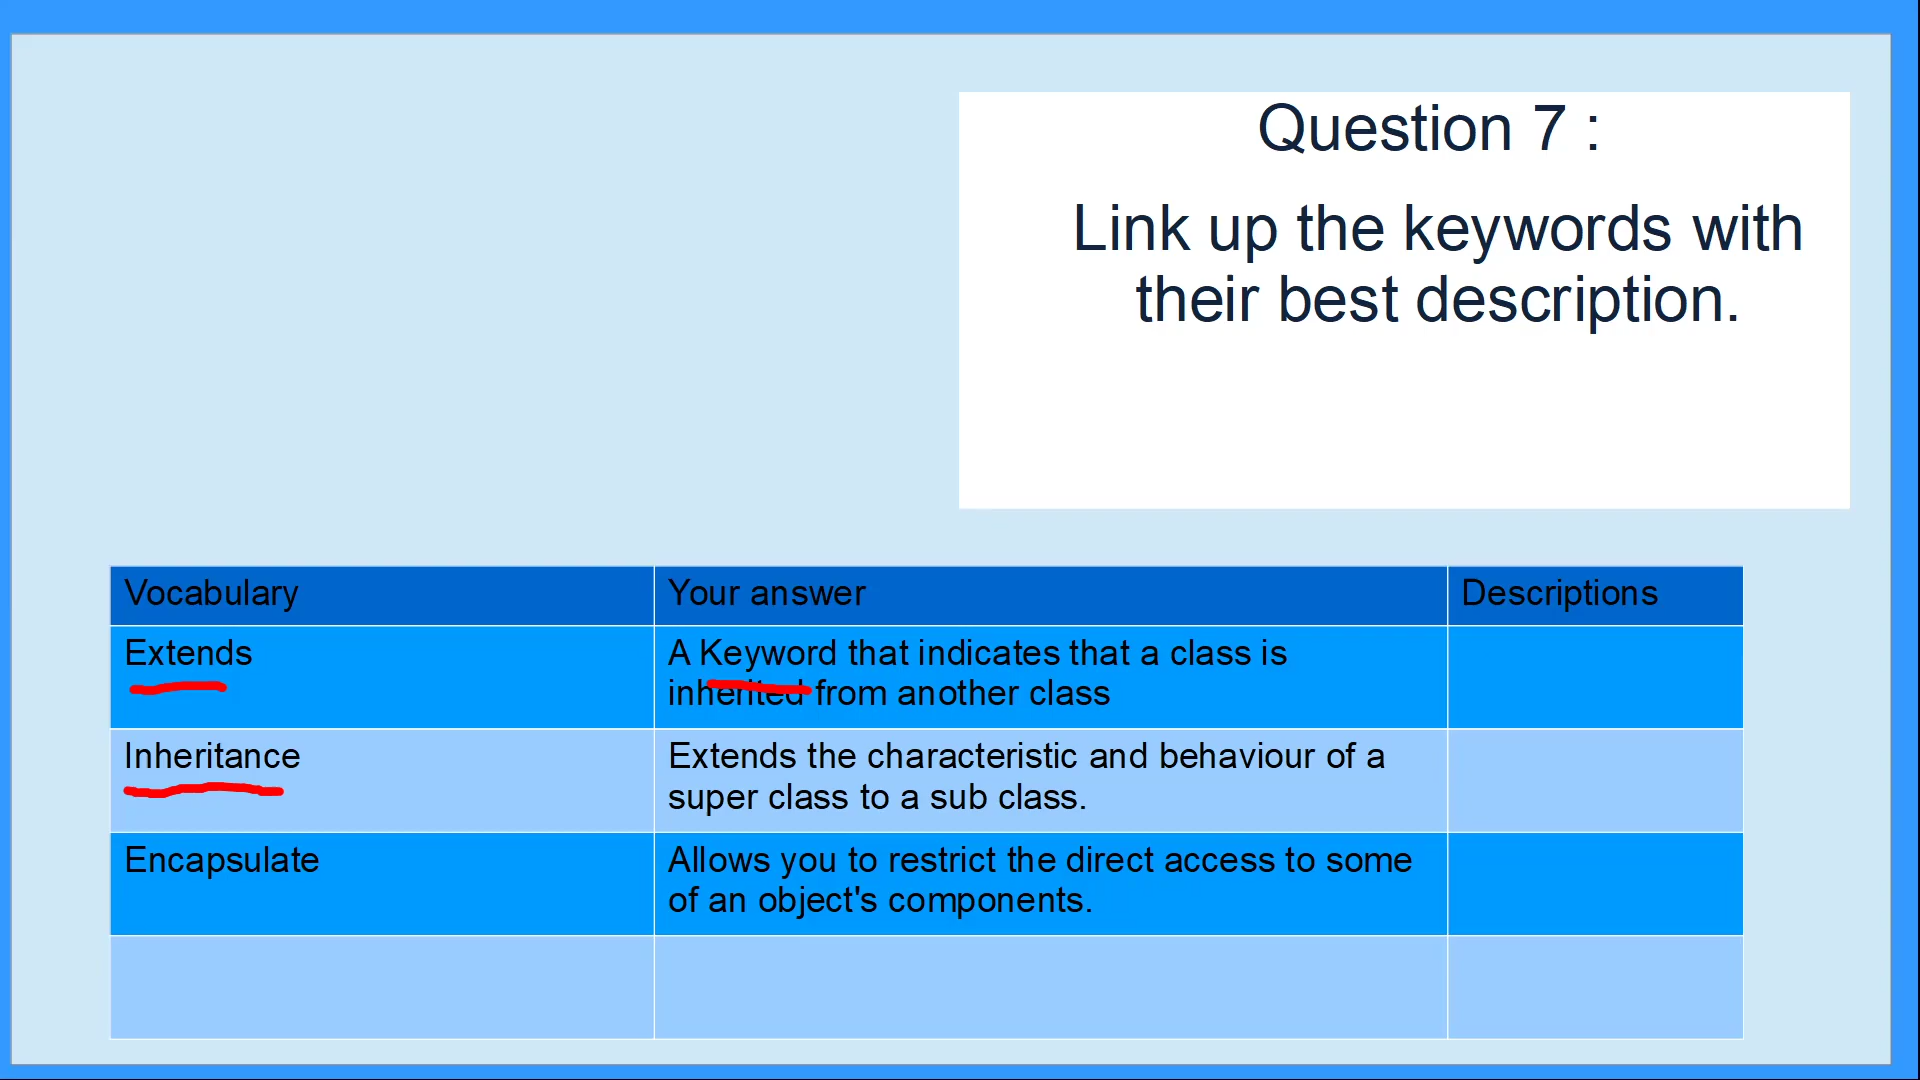 Question 7 :
Link up the keywords with
their best description.
Vocabulary
Your answer
Descriptions
Extends
A Keyword that indicates that a class is
inherited from another class
Inheritance
Extends the characteristic and behaviour of a
super class to a sub class.
Encapsulate
Allows you to restrict the direct access to some
of an object's components.